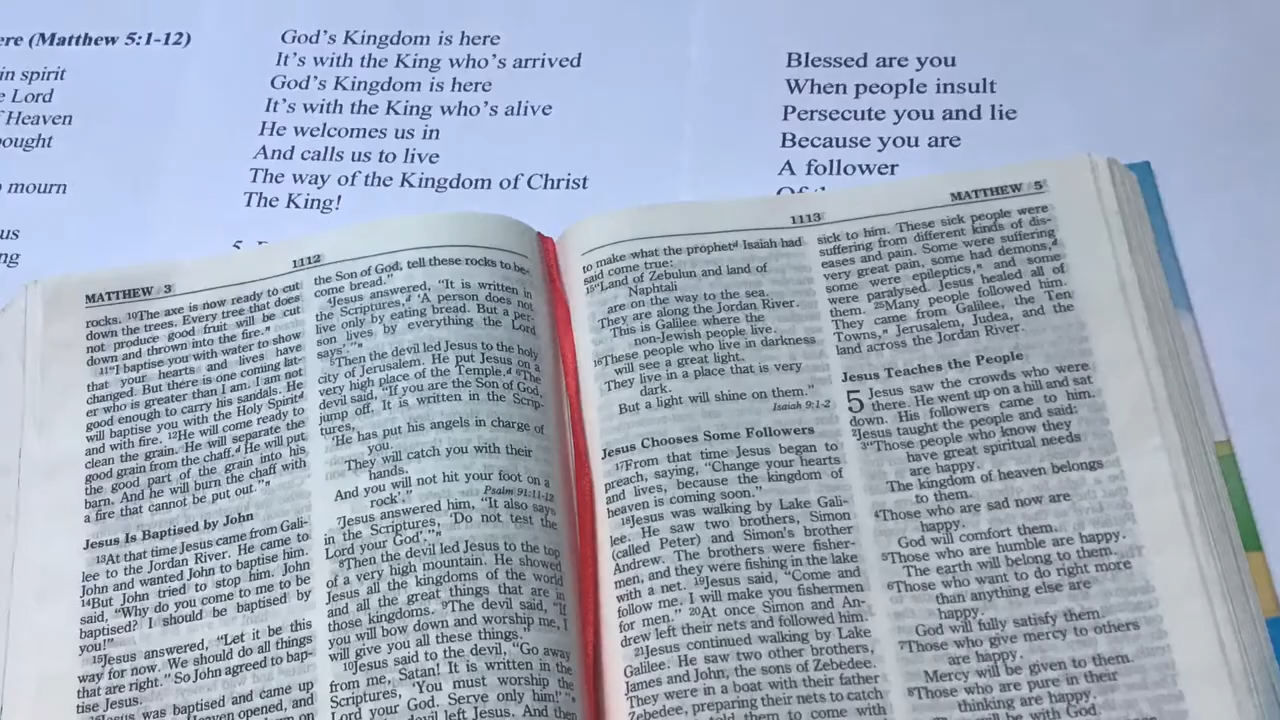 ere (Matthew 5:1-12)
in spirit
e Lord
f Heaven
ought
mourn
us
ng
God's Kingdom is here
It's with the King who's arrived
God's Kingdom is here
It's with the King who's alive
He welcomes us in
And calls us to live
The way of the Kingdom of Christ
The King!
5.
Blessed are you
When people insult
Persecute you and lie
Because you are
A follower
MATTHEW 3
1112
rocks. 10The axe is now ready to cut
down the trees. Every tree that does
not produce good fruit will be cut
down and thrown into the fire."n
11"I baptise you with water to show
that your hearts and lives have
changed. But there is one coming lat-
er who is greater than I am. I am not
good enough to carry his sandals. He
will baptise you with the Holy Spiritd
and with fire. 12He will come ready to
clean the grain. He will separate the
good grain from the chaff.d He will put
the good part of the grain into his
barn. And he will burn the chaff with
a fire that cannot be put out."n
Jesus Is Baptised by John
13At that time Jesus came from Gali-
lee to the Jordan River. He came to
John and wanted John to baptise him.
14But John tried to stop him. John
said, "Why do you come to me to be
baptised? I should be baptised by
you!"
15Jesus answered, "Let it be this
way for now. We should do all things
that are right." So John agreed to bap-
tise Jesus.
16Jesus was baptised and came up
opened, and
the Son of God, tell these rocks to be-
come bread."
4Jesus answered, "It is written in
the Scriptures,d 'A person does not
live only by eating bread. But a per-
son lives by everything the Lord
says'."n
5Then the devil led Jesus to the holy
city of Jerusalem. He put Jesus on a
very high place of the Temple.d 6The
devil said, "If you are the Son of God,
jump off. It is written in the Scrip-
tures,
'He has put his angels in charge of
you.
They will catch you with their
hands.
And you will not hit your foot on a
rock'."
Psalm 91:11-12
7Jesus answered him, "It also says
in the Scriptures, 'Do not test the
Lord your God'."n
8Then the devil led Jesus to the top
of a very high mountain. He showed
Jesus all the kingdoms of the world
and all the great things that are in
those kingdoms. 9The devil said, "If
you will bow down and worship me, I
will give you all these things."
10Jesus said to the devil, "Go away
from me, Satan! It is written in the
Scriptures, 'You must worship the
Lord your God. Serve only him!'"n
left Jesus. And then
1113
MATTHEW 5
to make what the prophetd Isaiah had
said come true:
15"Land of Zebulun and land of
Naphtali
are on the way to the sea.
They are along the Jordan River.
This is Galilee where the
non-Jewish people live.
16These people who live in darkness
will see a great light.
They live in a place that is very
dark.
But a light will shine on them."
Isaiah 9:1-2
Jesus Chooses Some Followers
17From that time Jesus began to
preach, saying, "Change your hearts
and lives, because the kingdom of
heaven is coming soon."
18Jesus was walking by Lake Gali-
lee. He saw two brothers, Simon
(called Peter) and Simon's brother
Andrew. The brothers were fisher-
men, and they were fishing in the lake
with a net. 19Jesus said, "Come and
follow me. I will make you fishermen
for men." 20At once Simon and An-
drew left their nets and followed him.
21Jesus continued walking by Lake
Galilee. He saw two other brothers,
James and John, the sons of Zebedee.
They were in a boat with their father
Zebedee, preparing their nets to catch
told them to come with
sick to him. These sick people were
suffering from different kinds of dis-
eases and pain. Some were suffering
very great pain, some had demons,d
some were epileptics,n and some
were paralysed. Jesus healed all of
them. 25Many people followed him.
They came from Galilee, the Ten
Towns,n Jerusalem, Judea, and the
land across the Jordan River.
Jesus Teaches the People
5 Jesus saw the crowds who were
there. He went up on a hill and sat
down. His followers came to him.
2Jesus taught the people and said:
3"Those people who know they
have great spiritual needs
are happy.
The kingdom of heaven belongs
to them.
4Those who are sad now are
happy.
God will comfort them.
5Those who are humble are happy.
The earth will belong to them.
6Those who want to do right more
than anything else are
happy.
God will fully satisfy them.
7Those who give mercy to others
are happy.
Mercy will be given to them.
8Those who are pure in their
thinking are happy.
will be with God.